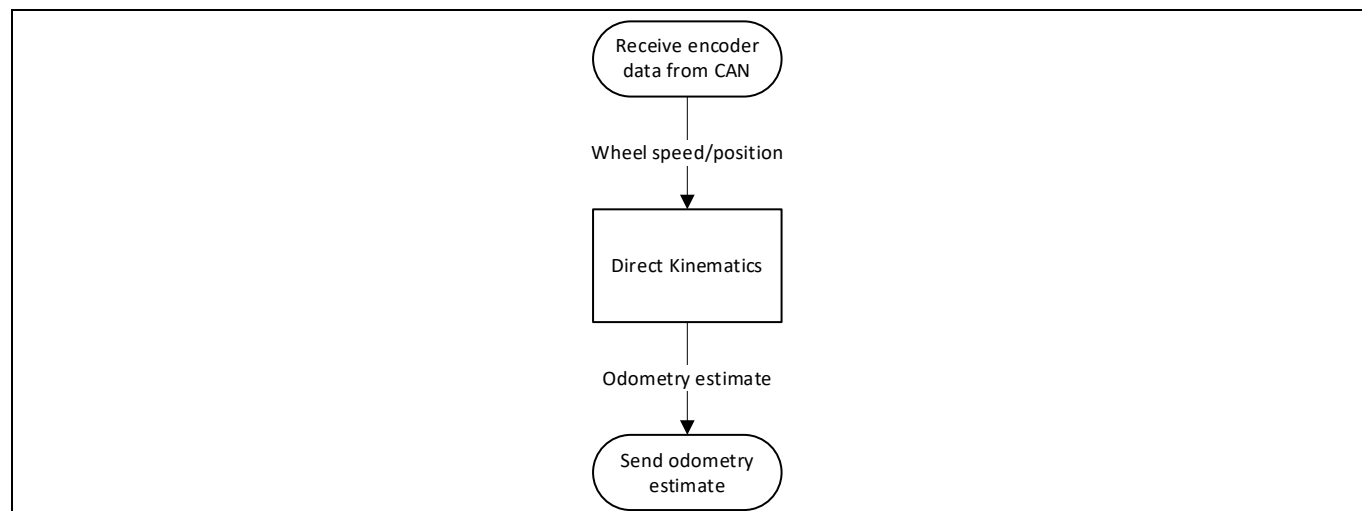 Receive encoder
data from CAN
Wheel speed/position
Direct Kinematics
Odometry estimate
Send odometry
estimate